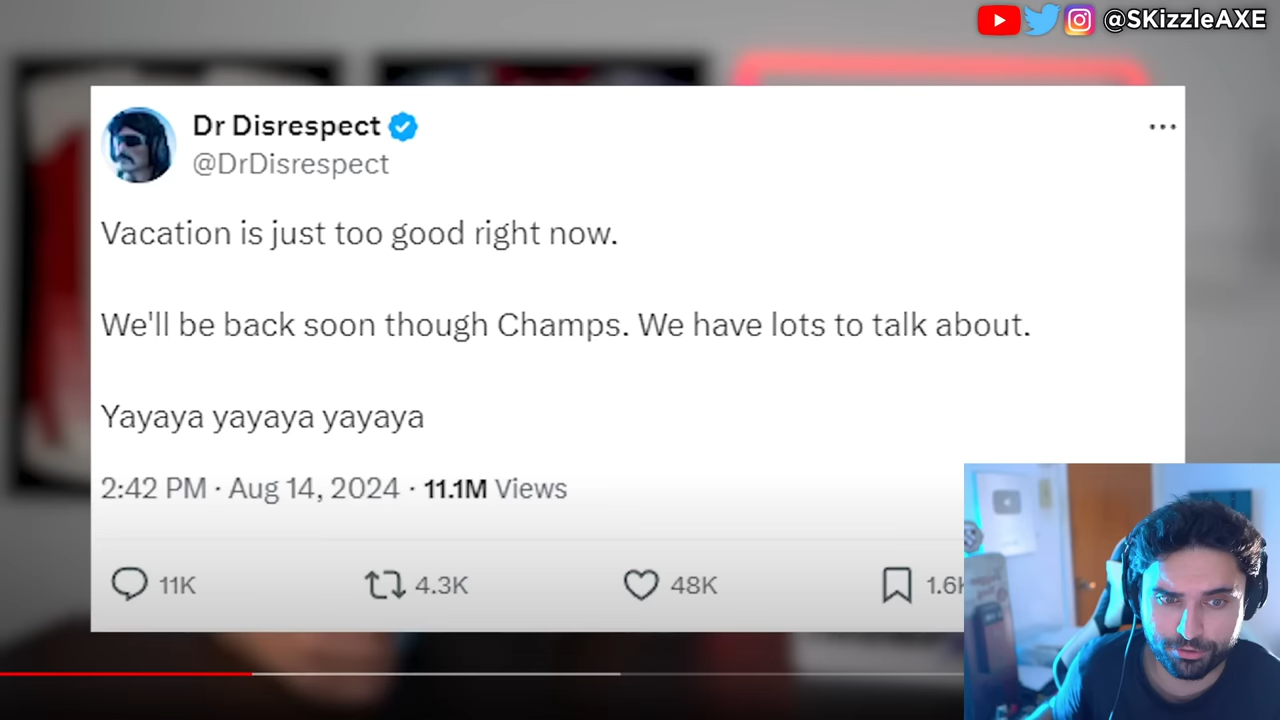 @SKizzleAXE
Dr Disrespect
@DrDisrespect
Vacation is just too good right now.
We'll be back soon though Champs. We have lots to talk about.
Yayaya yayaya yayaya
2:42 PM · Aug 14, 2024 · 11.1M Views
11K 4.3K 48K 1.6K